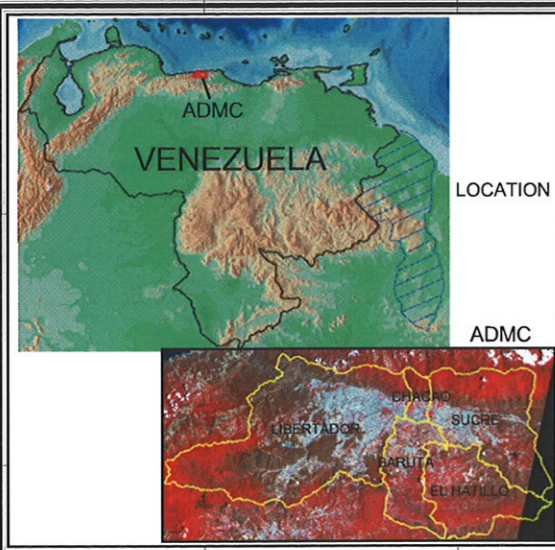 ADMC
VENEZUELA
LOCATION
ADMC
CHACAO
LIBERTADOR
SUCRE
BARUTA
EL HATILLO